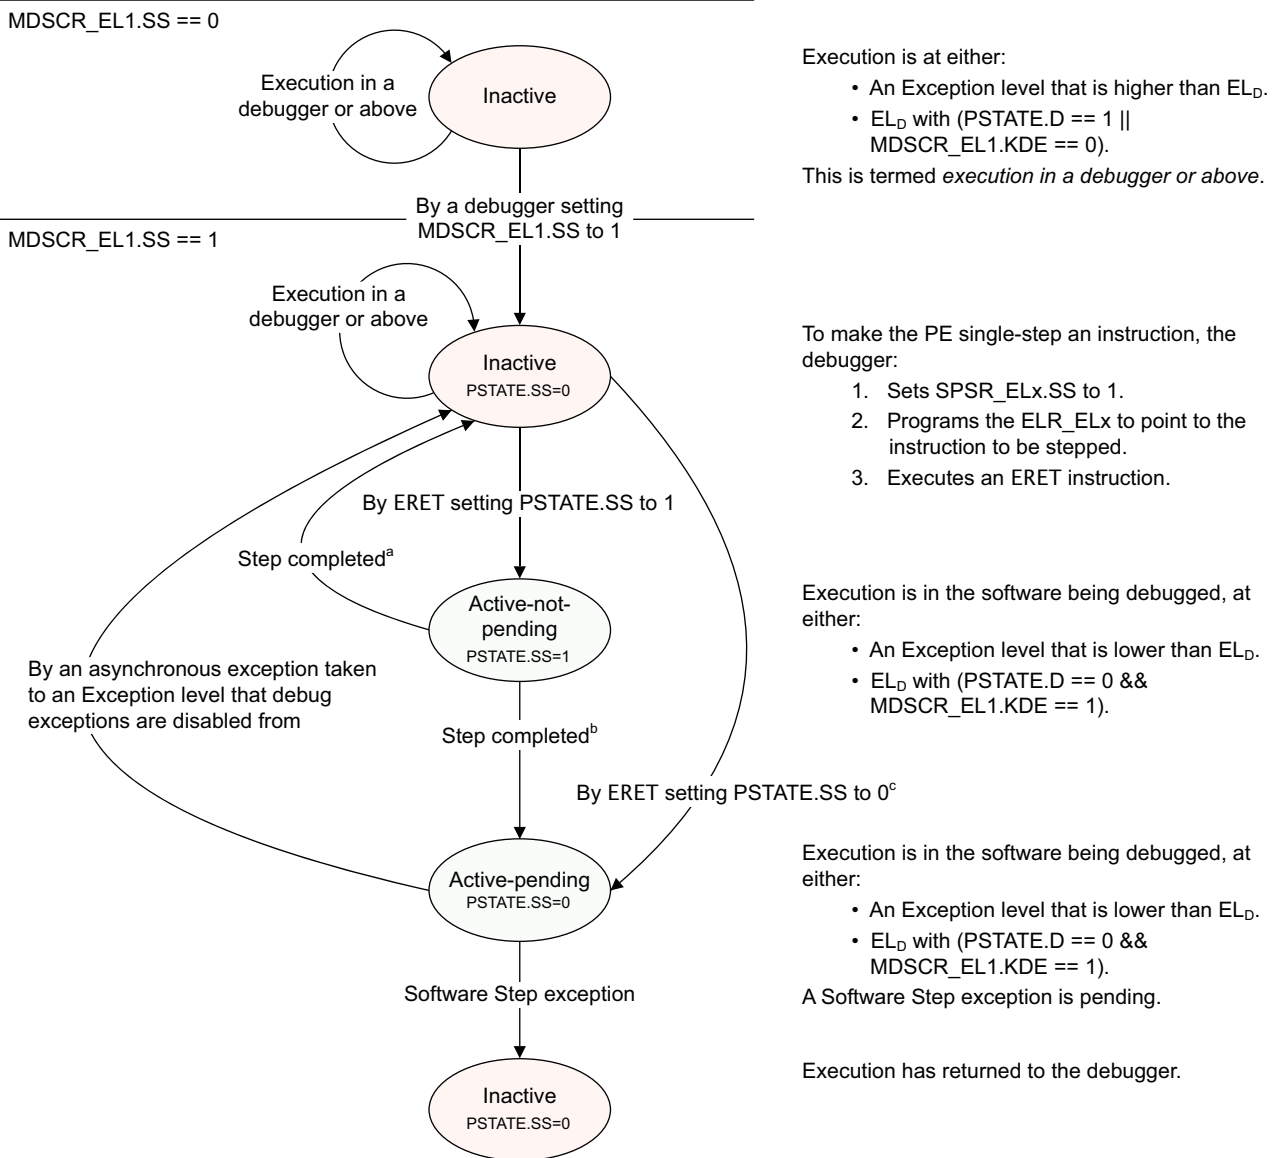 MDSCR_EL1.SS == 0
Execution in a
debugger or above
Inactive
Execution is at either:
• An Exception level that is higher than ELD.
• ELD with (PSTATE.D == 1 ||
MDSCR_EL1.KDE == 0).
This is termed execution in a debugger or above.
By a debugger setting
MDSCR_EL1.SS to 1
MDSCR_EL1.SS == 1
Execution in a
debugger or above
Inactive
PSTATE.SS=0
To make the PE single-step an instruction, the
debugger:
1. Sets SPSR_ELx.SS to 1.
2. Programs the ELR_ELx to point to the
instruction to be stepped.
3. Executes an ERET instruction.
By ERET setting PSTATE.SS to 1
Step completedᵃ
Active-not-
pending
PSTATE.SS=1
Execution is in the software being debugged, at
either:
• An Exception level that is lower than ELD.
• ELD with (PSTATE.D == 0 &&
MDSCR_EL1.KDE == 1).
By an asynchronous exception taken
to an Exception level that debug
exceptions are disabled from
Step completedᵇ
By ERET setting PSTATE.SS to 0ᶜ
Active-pending
PSTATE.SS=0
Execution is in the software being debugged, at
either:
• An Exception level that is lower than ELD.
• ELD with (PSTATE.D == 0 &&
MDSCR_EL1.KDE == 1).
A Software Step exception is pending.
Software Step exception
Inactive
PSTATE.SS=0
Execution has returned to the debugger.